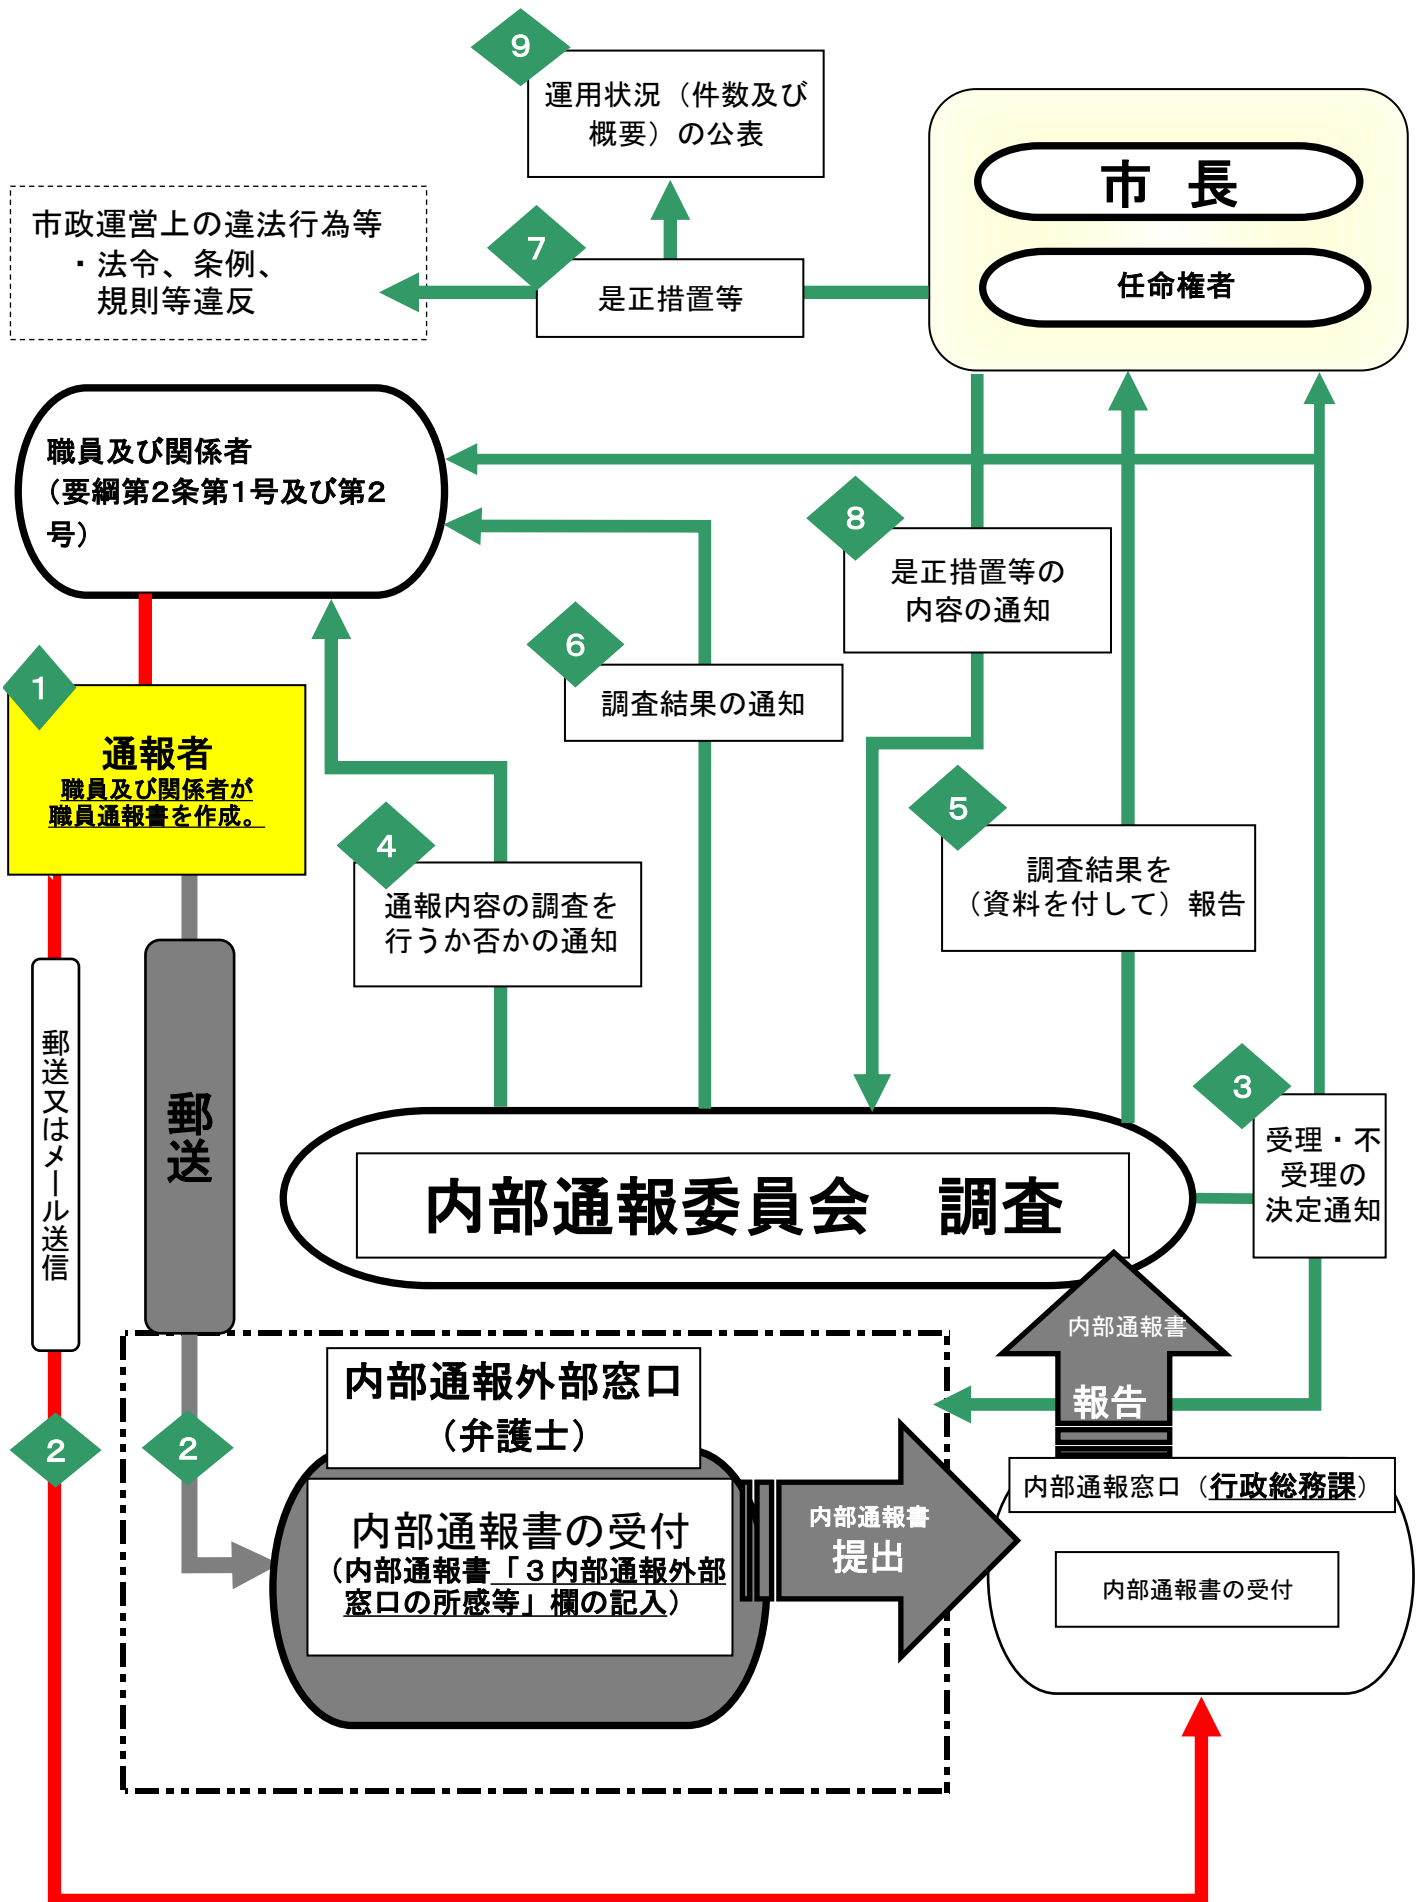 ９
運用状況（件数及び
概要）の公表
市　長
任命権者
市政運営上の違法行為等
・法令、条例、
規則等違反
７
是正措置等
職員及び関係者
（要綱第２条第１号及び第２
号）
８
是正措置等の
内容の通知
６
調査結果の通知
１
通報者
職員及び関係者が
職員通報書を作成。
５
調査結果を
（資料を付して）報告
４
通報内容の調査を
行うか否かの通知
郵送又はメール送信
郵送
３
受理・不
受理の
決定通知
内部通報委員会　調査
内部通報書
報告
２
２
内部通報外部窓口
（弁護士）
内部通報書の受付
（内部通報書「３内部通報外部
窓口の所感等」欄の記入）
内部通報書
提出
内部通報窓口（行政総務課）
内部通報書の受付